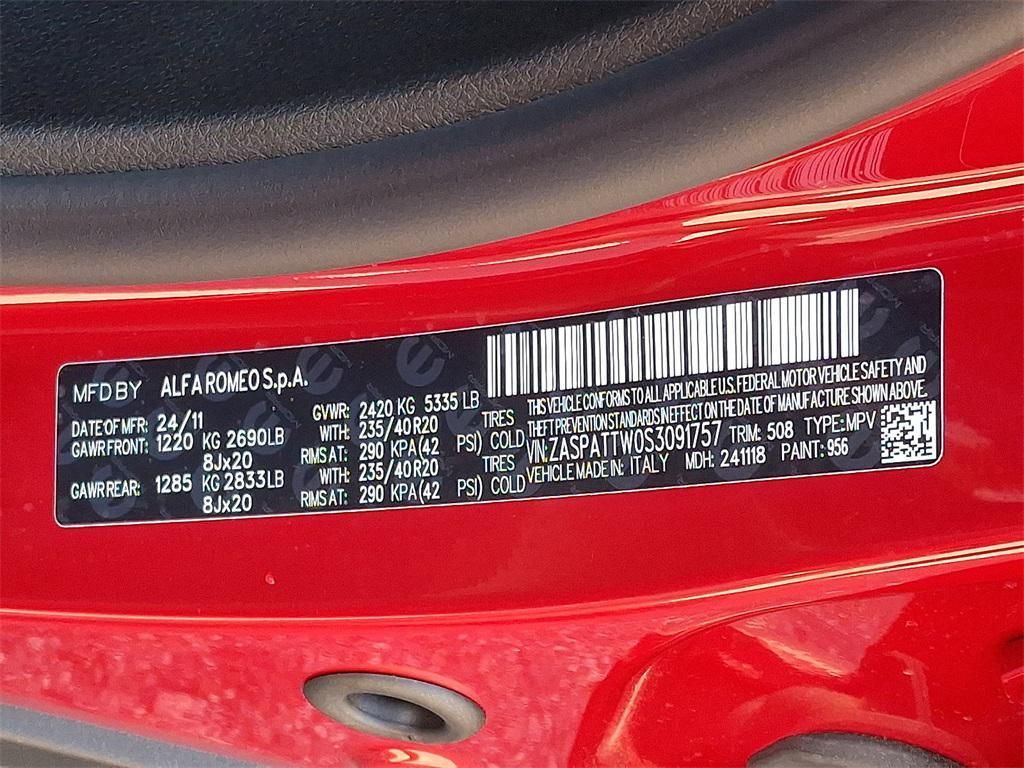 MFD BY ALFA ROMEO S.p.A.
DATE OF MFR: 24/11 GVWR: 2420 KG 5335 LB
GAWR FRONT: 1220 KG 2690LB WITH: 235/40R20 TIRES
8Jx20 RIMS AT: 290 KPA(42 PSI) COLD
GAWR REAR: 1285 KG 2833LB WITH: 235/40R20 TIRES
8Jx20 RIMS AT: 290 KPA(42 PSI) COLD
THIS VEHICLE CONFORMS TO ALL APPLICABLE U.S. FEDERAL MOTOR VEHICLE SAFETY AND
THEFT PREVENTION STANDARDS IN EFFECT ON THE DATE OF MANUFACTURE SHOWN ABOVE.
VIN: ZASPATTW0S3091757 TRIM: 508 TYPE: MPV
VEHICLE MADE IN: ITALY MDH: 241118 PAINT: 956